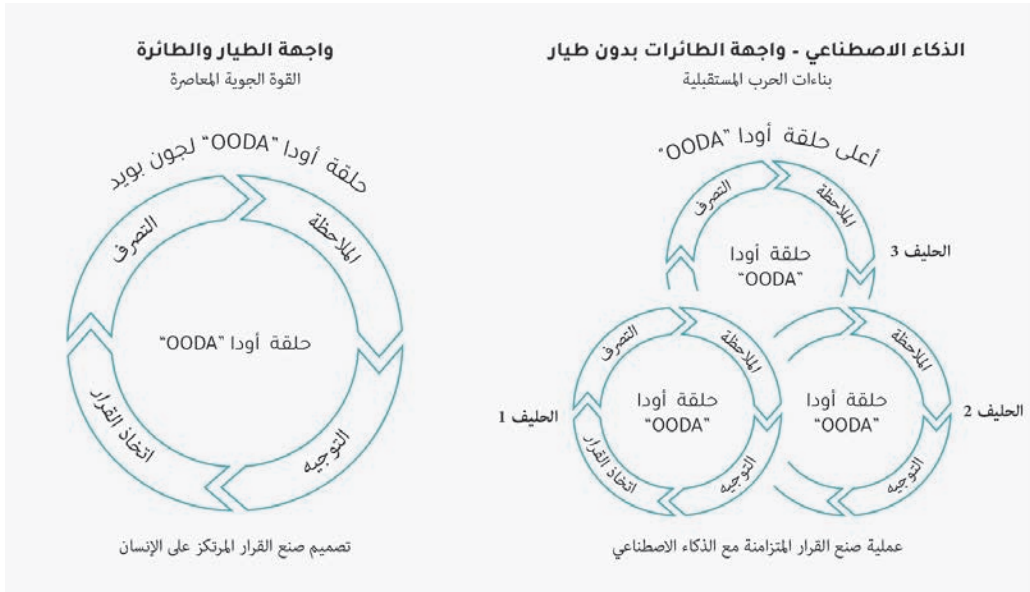 الذكاء الاصطناعي - واجهة الطائرات بدون طيار
بناءات الحرب المستقبلية
أعلى حلقة أودا "OODA"
التصرف
الملاحظة
حلقة أودا
"OODA"
الحليف 3
التصرف
الملاحظة
حلقة أودا
"OODA"
التوجيه
اتخاذ القرار
الحليف 1
الملاحظة
حلقة أودا
"OODA"
التوجيه
الحليف 2
عملية صنع القرار المتزامنة مع الذكاء الاصطناعي
واجهة الطيار والطائرة
القوة الجوية المعاصرة
حلقة أودا "OODA" لجون بويد
التصرف
الملاحظة
حلقة أودا "OODA"
اتخاذ القرار
التوجيه
تصميم صنع القرار المرتكز على الإنسان